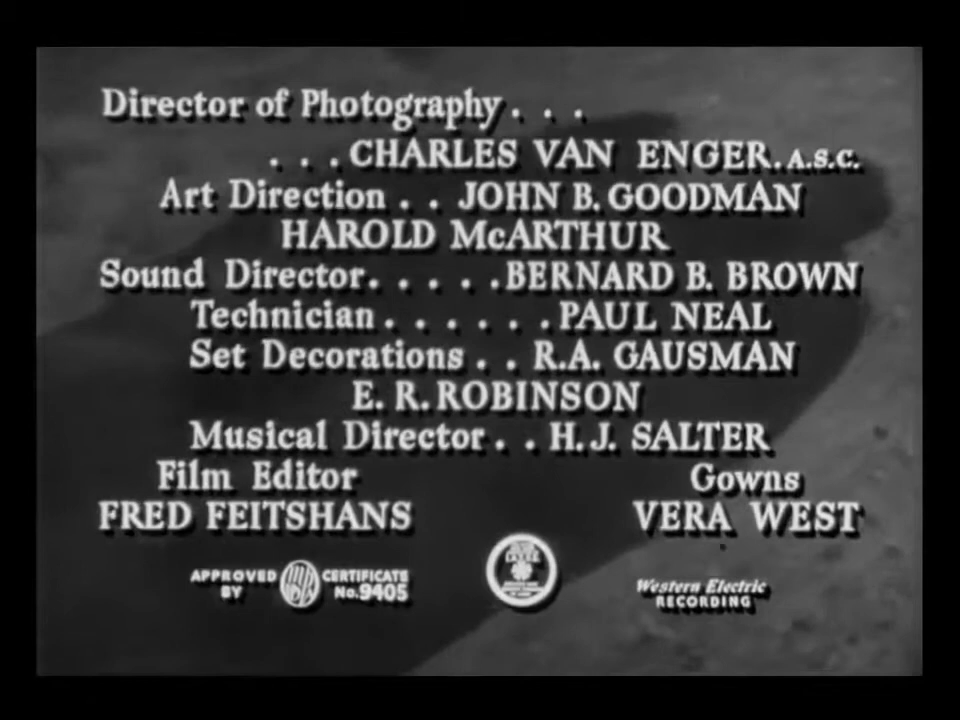 Director of Photography . . .
. . . CHARLES VAN ENGER. A.S.C.
Art Direction . . JOHN B. GOODMAN
HAROLD McARTHUR
Sound Director. . . . . BERNARD B. BROWN
Technician . . . . . . PAUL NEAL
Set Decorations . . R.A. GAUSMAN
E. R. ROBINSON
Musical Director . . H. J. SALTER
Film Editor Gowns
FRED FEITSHANS VERA WEST
APPROVED BY CERTIFICATE No. 9405
Western Electric
RECORDING